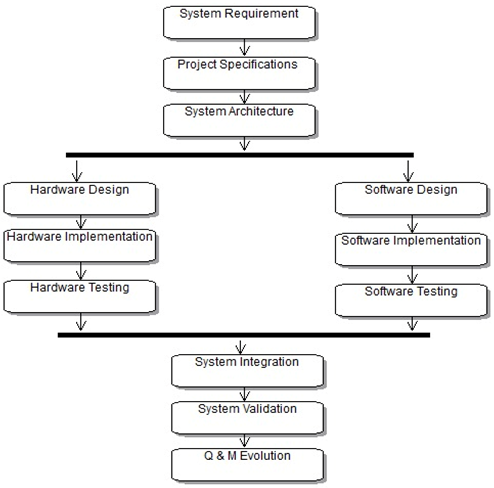 System Requirement
Project Specifications
System Architecture
Hardware Design
Software Design
Hardware Implementation
Software Implementation
Hardware Testing
Software Testing
System Integration
System Validation
Q & M Evolution